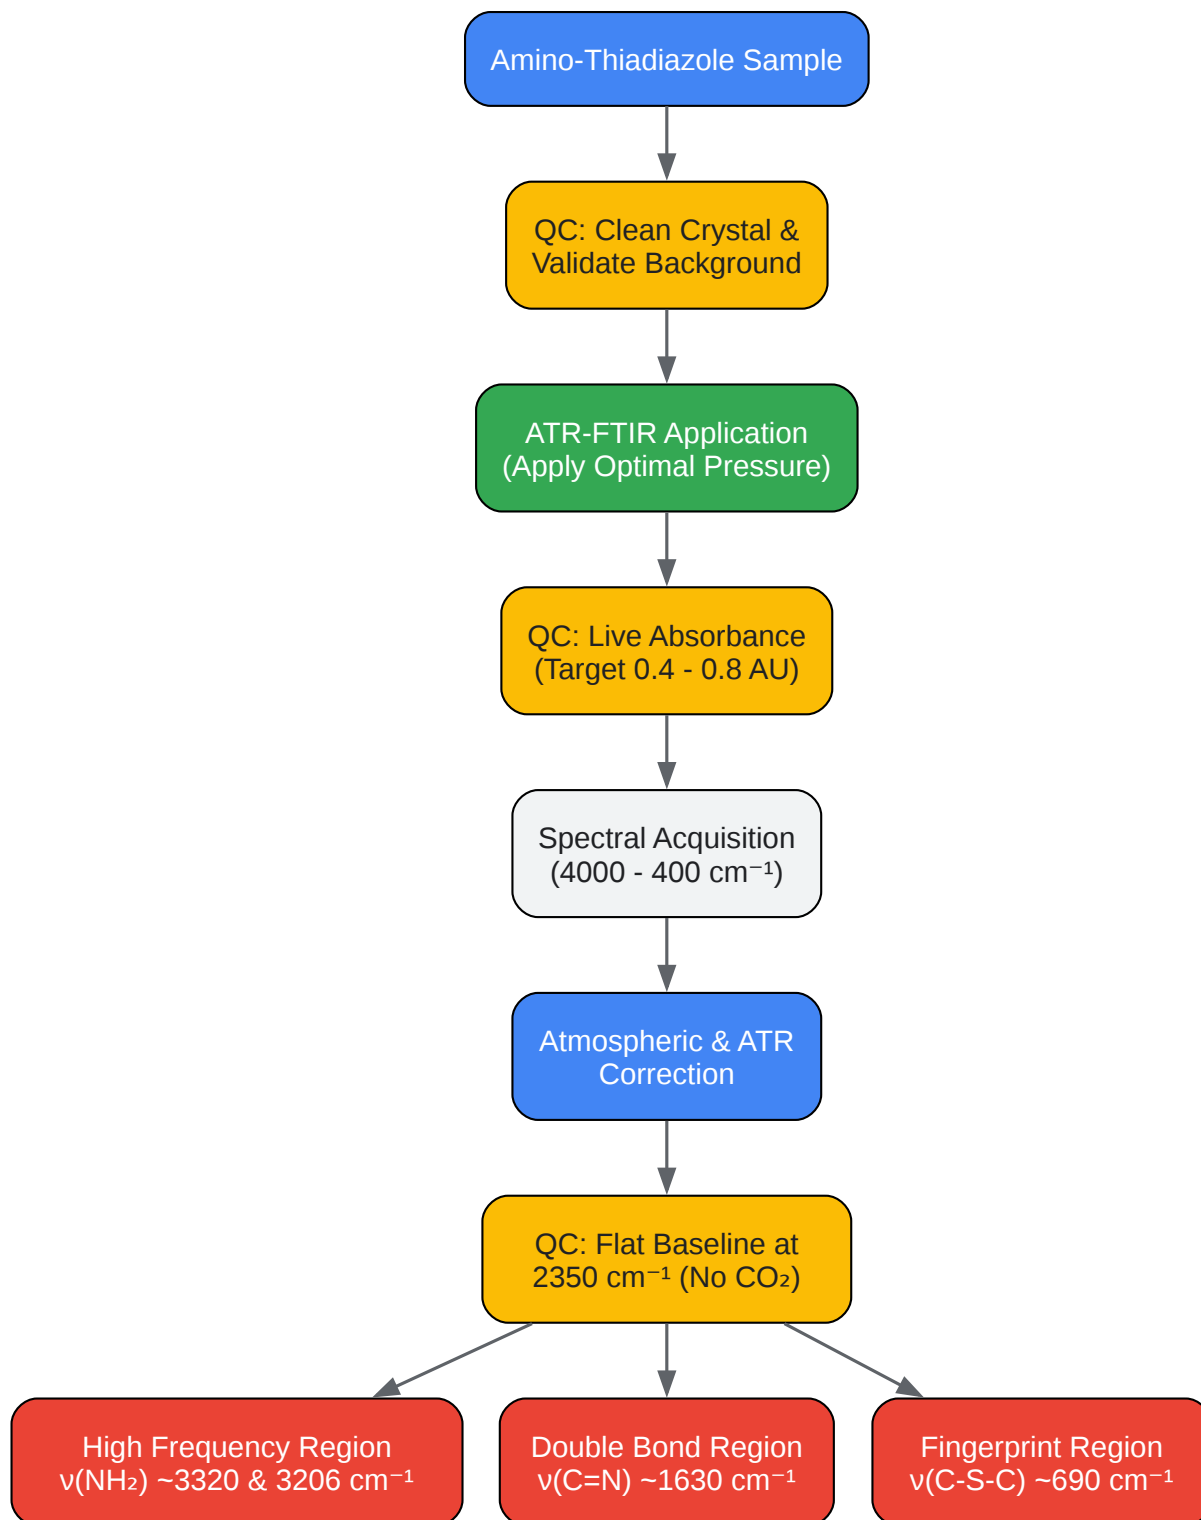 Amino-Thiadiazole Sample
QC: Clean Crystal &
Validate Background
ATR-FTIR Application
(Apply Optimal Pressure)
QC: Live Absorbance
(Target 0.4 - 0.8 AU)
Spectral Acquisition
(4000 - 400 cm⁻¹)
Atmospheric & ATR
Correction
QC: Flat Baseline at
2350 cm⁻¹ (No CO₂)
High Frequency Region
ν(NH₂) ~3320 & 3206 cm⁻¹
Double Bond Region
ν(C=N) ~1630 cm⁻¹
Fingerprint Region
ν(C-S-C) ~690 cm⁻¹